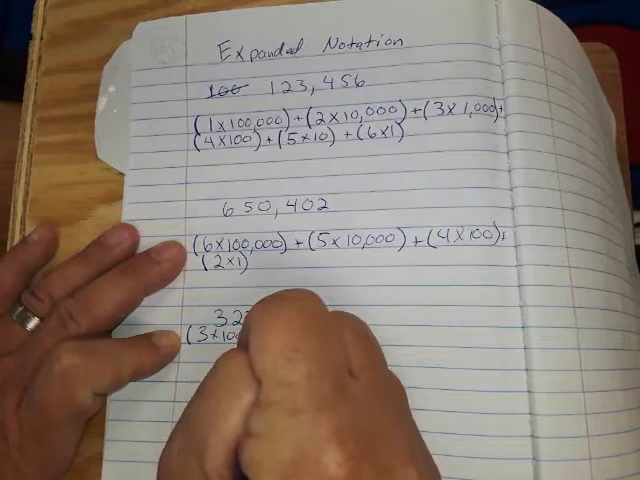 Expanded Notation
100 123,456
(1x100,000)+(2x10,000)+(3x1,000)+
(4x100)+(5x10)+(6x1)
650,402
(6x100,000)+(5x10,000)+(4x100)+
(2x1)